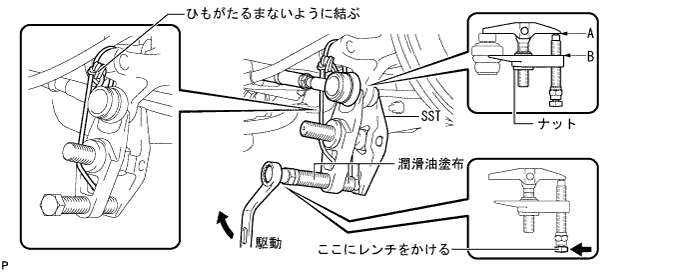 ひもがたるまないように結ぶ
A
B
ナット
SST
潤滑油塗布
駆動
ここにレンチをかける
P